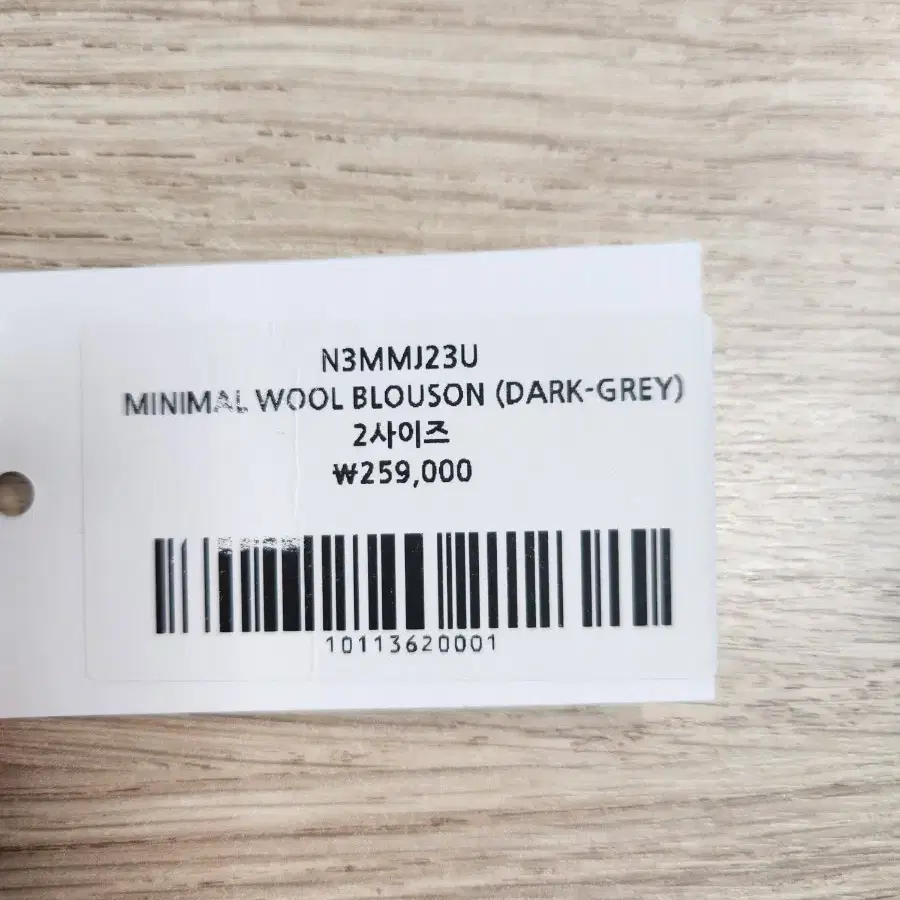 N3MMJ23U
MINIMAL WOOL BLOUSON (DARK-GREY)
2사이즈
₩259,000
10113620001